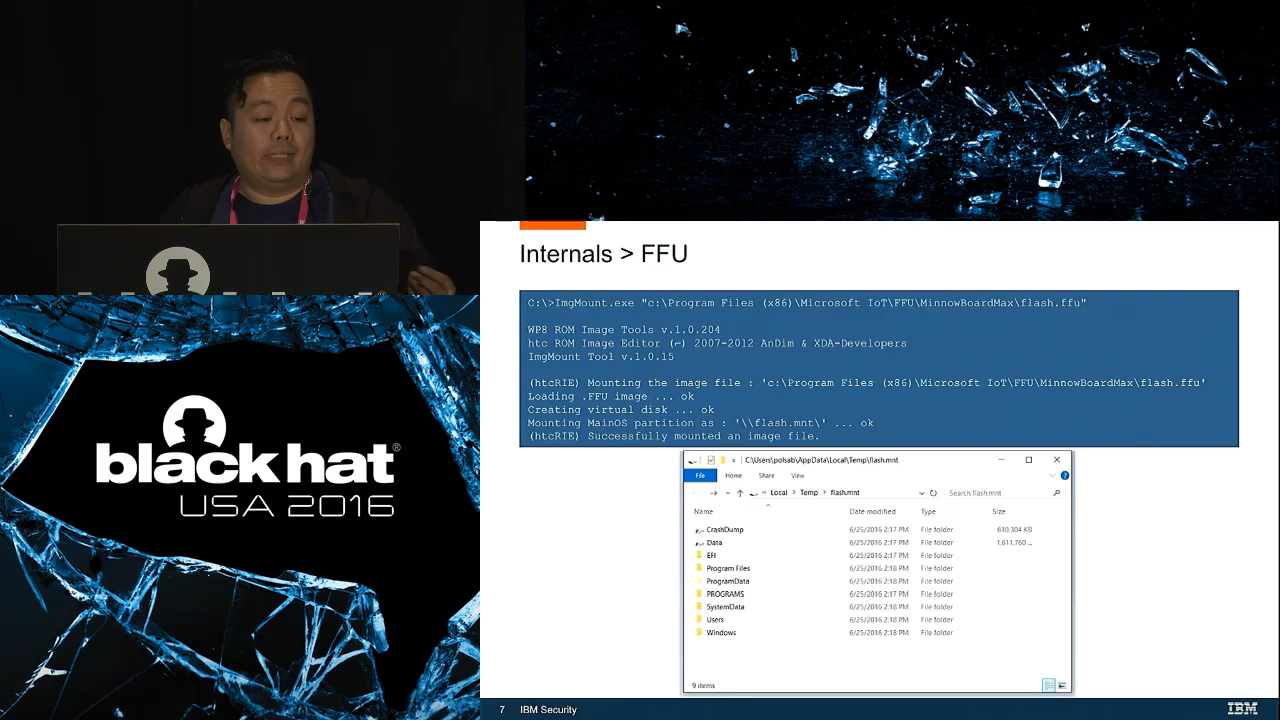 Internals > FFU
C:\>ImgMount.exe "c:\Program Files (x86)\Microsoft IoT\FFU\MinnowBoardMax\flash.ffu"
WP8 ROM Image Tools v.1.0.204
htc ROM Image Editor (⌐) 2007-2012 AnDim & XDA-Developers
ImgMount Tool v.1.0.15
(htcRIE) Mounting the image file : 'c:\Program Files (x86)\Microsoft IoT\FFU\MinnowBoardMax\flash.ffu'
Loading .FFU image ... ok
Creating virtual disk ... ok
Mounting MainOS partition as : '\\flash.mnt\' ... ok
(htcRIE) Successfully mounted an image file.
C:\Users\polsab\AppData\Local\Temp\flash.mnt
File Home Share View
« Local > Temp > flash.mnt Search flash.mnt
Name Date modified Type Size
CrashDump 6/25/2016 2:17 PM File folder 610,304 KB
Data 6/25/2016 2:17 PM File folder 1,611,760 ...
EFI 6/25/2016 2:17 PM File folder
Program Files 6/25/2016 2:18 PM File folder
ProgramData 6/25/2016 2:18 PM File folder
PROGRAMS 6/25/2016 2:18 PM File folder
SystemData 6/25/2016 2:18 PM File folder
Users 6/25/2016 2:18 PM File folder
Windows 6/25/2016 2:18 PM File folder
9 items
7 IBM Security IBM
black hat®
USA 2016